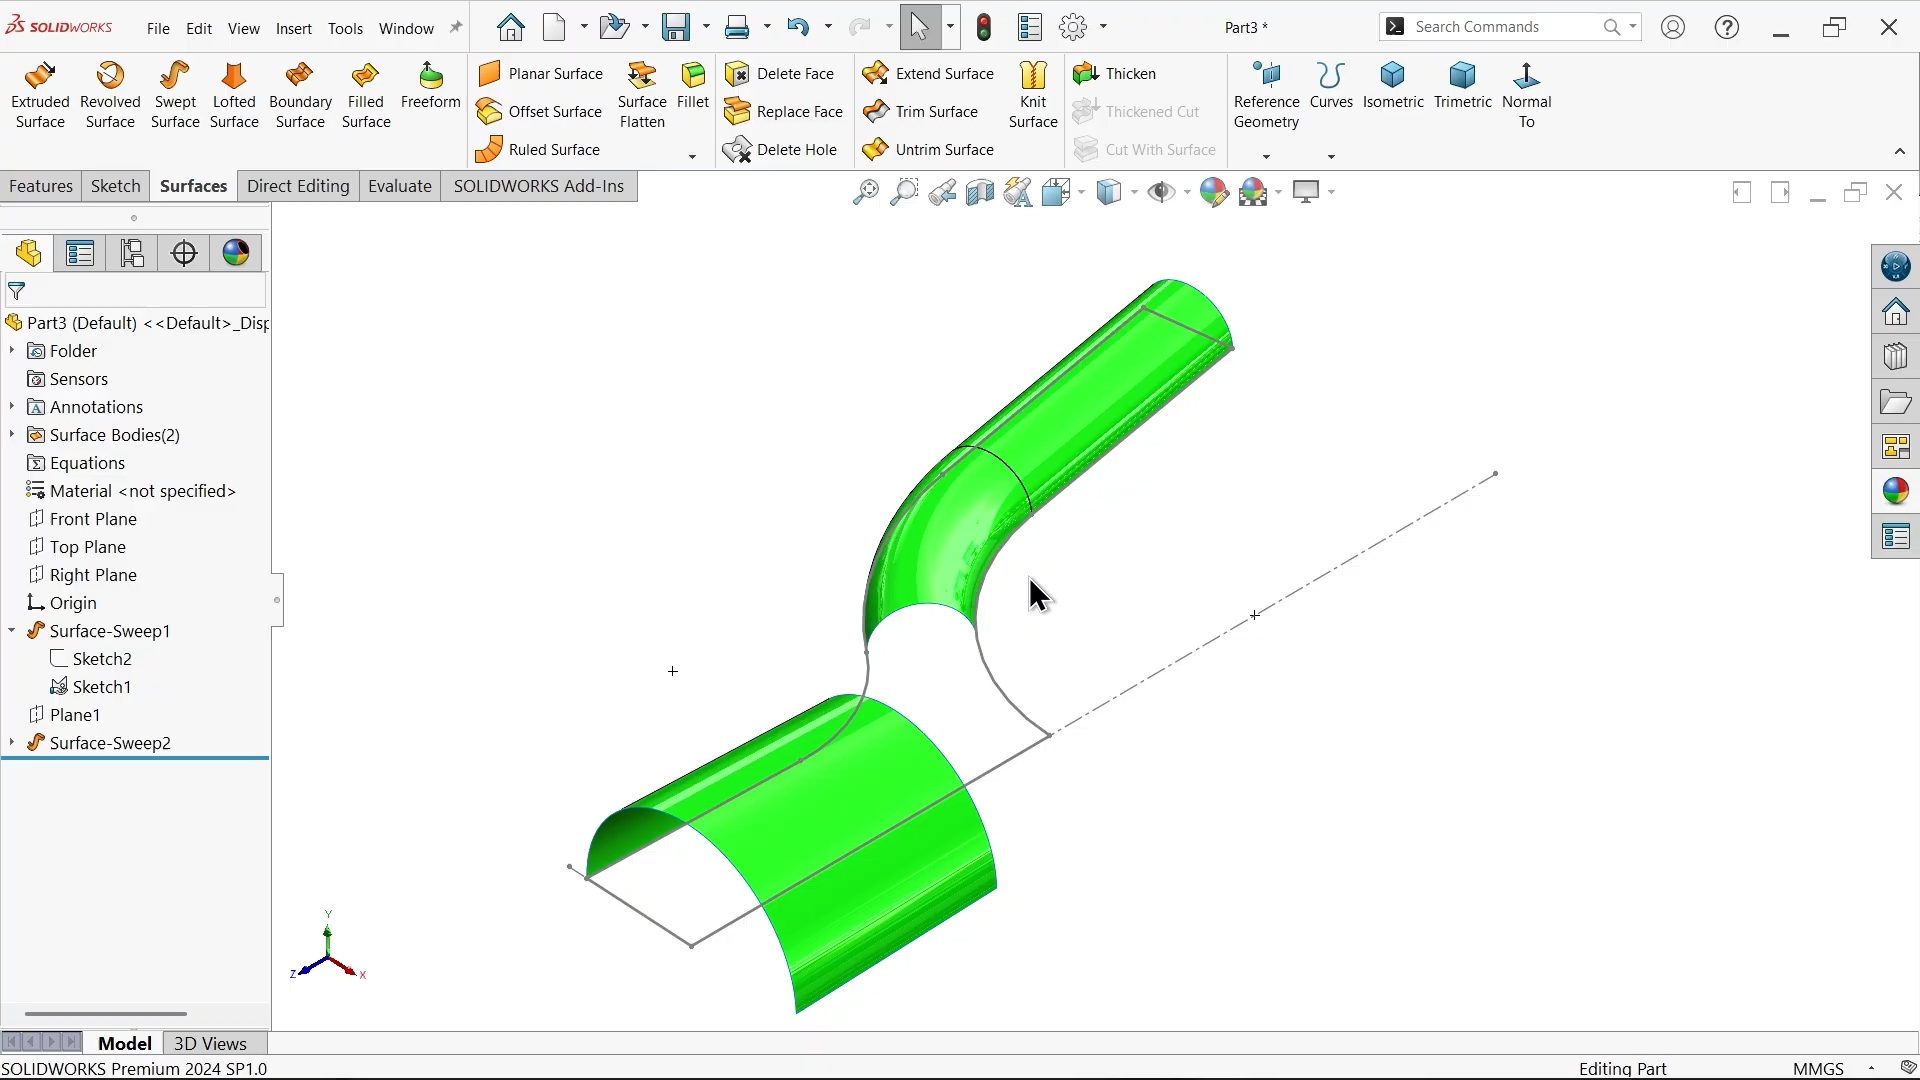 SOLIDWORKS File Edit View Insert Tools Window Part3 * Search Commands
Extruded Surface
Revolved Surface
Swept Surface
Lofted Surface
Boundary Surface
Filled Surface
Freeform
Planar Surface
Offset Surface
Ruled Surface
Surface Flatten
Fillet
Delete Face
Replace Face
Delete Hole
Extend Surface
Trim Surface
Untrim Surface
Knit Surface
Thicken
Thickened Cut
Cut With Surface
Reference Geometry
Curves
Isometric
Trimetric
Normal To
Features Sketch Surfaces Direct Editing Evaluate SOLIDWORKS Add-Ins
Part3 (Default) <<Default>_Disp
Folder
Sensors
Annotations
Surface Bodies(2)
Equations
Material <not specified>
Front Plane
Top Plane
Right Plane
Origin
Surface-Sweep1
Sketch2
Sketch1
Plane1
Surface-Sweep2
Y
Z
X
Model 3D Views
SOLIDWORKS Premium 2024 SP1.0 Editing Part MMGS